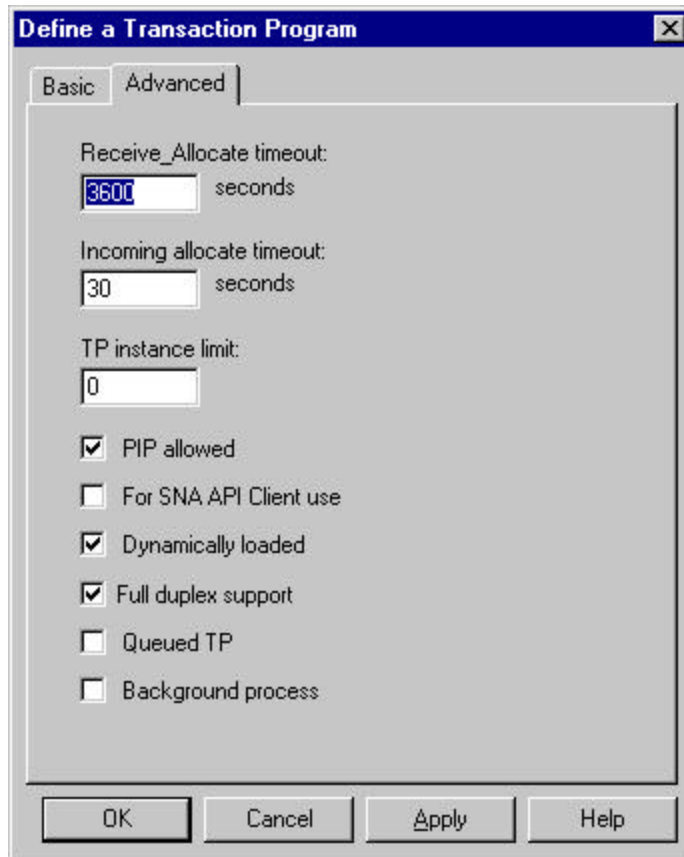 Define a Transaction Program
Basic
Advanced
Receive_Allocate timeout:
3600 seconds
Incoming allocate timeout:
30 seconds
TP instance limit:
0
PIP allowed
For SNA API Client use
Dynamically loaded
Full duplex support
Queued TP
Background process
OK Cancel Apply Help